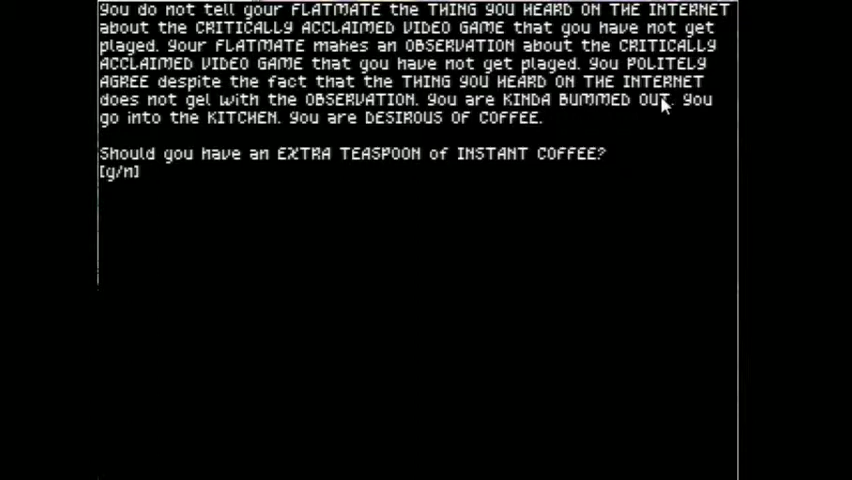 You do not tell your FLATMATE the THING YOU HEARD ON THE INTERNET
about the CRITICALLY ACCLAIMED VIDEO GAME that you have not yet
played. Your FLATMATE makes an OBSERVATION about the CRITICALLY
ACCLAIMED VIDEO GAME that you have not yet played. You POLITELY
AGREE despite the fact that the THING YOU HEARD ON THE INTERNET
does not gel with the OBSERVATION. You are KINDA BUMMED OUT. You
go into the KITCHEN. You are DESIROUS OF COFFEE.
Should you have an EXTRA TEASPOON of INSTANT COFFEE?
[y/n]